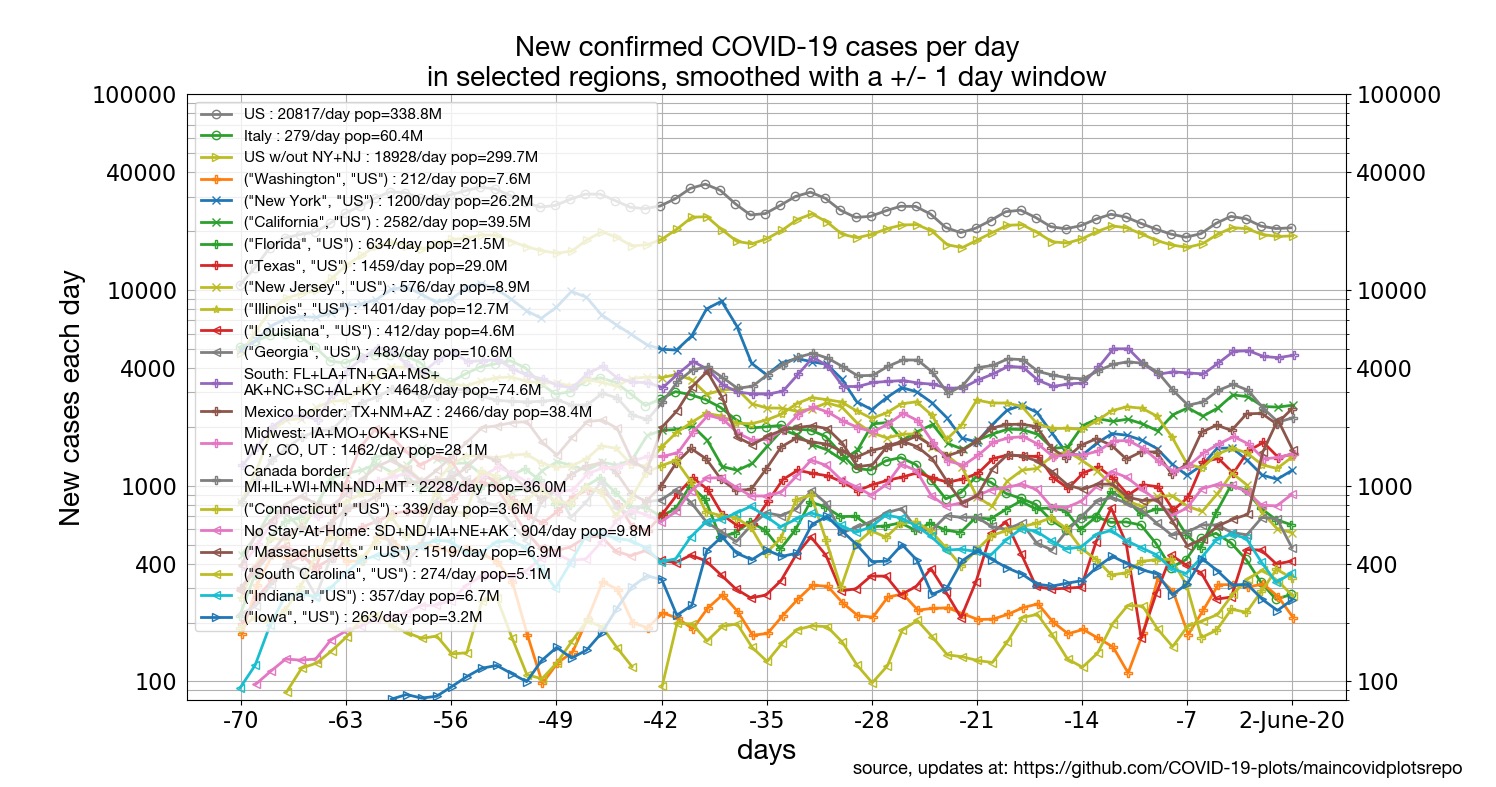 New confirmed COVID-19 cases per day
in selected regions, smoothed with a +/- 1 day window
New cases each day
100000
40000
10000
4000
1000
400
100
US : 20817/day pop=338.8M
Italy : 279/day pop=60.4M
US w/out NY+NJ : 18928/day pop=299.7M
("Washington", "US") : 212/day pop=7.6M
("New York", "US") : 1200/day pop=26.2M
("California", "US") : 2582/day pop=39.5M
("Florida", "US") : 634/day pop=21.5M
("Texas", "US") : 1459/day pop=29.0M
("New Jersey", "US") : 576/day pop=8.9M
("Illinois", "US") : 1401/day pop=12.7M
("Louisiana", "US") : 412/day pop=4.6M
("Georgia", "US") : 483/day pop=10.6M
South: FL+LA+TN+GA+MS+
AK+NC+SC+AL+KY : 4648/day pop=74.6M
Mexico border: TX+NM+AZ : 2466/day pop=38.4M
Midwest: IA+MO+OK+KS+NE
WY, CO, UT : 1462/day pop=28.1M
Canada border:
MI+IL+WI+MN+ND+MT : 2228/day pop=36.0M
("Connecticut", "US") : 339/day pop=3.6M
No Stay-At-Home: SD+ND+IA+NE+AK : 904/day pop=9.8M
("Massachusetts", "US") : 1519/day pop=6.9M
("South Carolina", "US") : 274/day pop=5.1M
("Indiana", "US") : 357/day pop=6.7M
("Iowa", "US") : 263/day pop=3.2M
100000
40000
10000
4000
1000
400
100
-70 -63 -56 -49 -42 -35 -28 -21 -14 -7 2-June-20
days
source, updates at: https://github.com/COVID-19-plots/maincovidplotsrepo